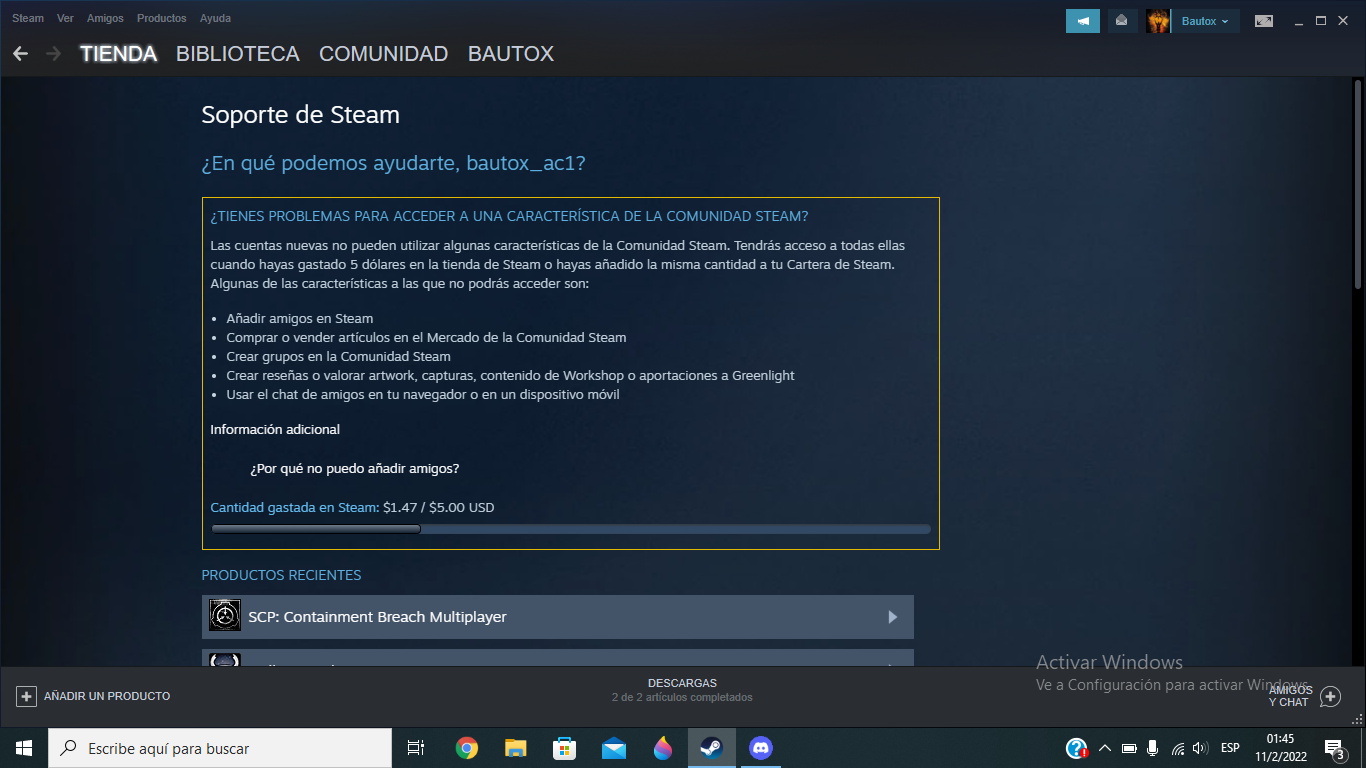 Steam Ver Amigos Productos Ayuda
Bautox
TIENDA BIBLIOTECA COMUNIDAD BAUTOX
Soporte de Steam
¿En qué podemos ayudarte, bautox_ac1?
¿TIENES PROBLEMAS PARA ACCEDER A UNA CARACTERÍSTICA DE LA COMUNIDAD STEAM?
Las cuentas nuevas no pueden utilizar algunas características de la Comunidad Steam. Tendrás acceso a todas ellas
cuando hayas gastado 5 dólares en la tienda de Steam o hayas añadido la misma cantidad a tu Cartera de Steam.
Algunas de las características a las que no podrás acceder son:
• Añadir amigos en Steam
• Comprar o vender artículos en el Mercado de la Comunidad Steam
• Crear grupos en la Comunidad Steam
• Crear reseñas o valorar artwork, capturas, contenido de Workshop o aportaciones a Greenlight
• Usar el chat de amigos en tu navegador o en un dispositivo móvil
Información adicional
¿Por qué no puedo añadir amigos?
Cantidad gastada en Steam: $1.47 / $5.00 USD
PRODUCTOS RECIENTES
SCP: Containment Breach Multiplayer
Activar Windows
Ve a Configuración para activar Windows.
AÑADIR UN PRODUCTO
DESCARGAS
2 de 2 artículos completados
AMIGOS
Y CHAT
Escribe aquí para buscar
ESP
01:45
11/2/2022
3